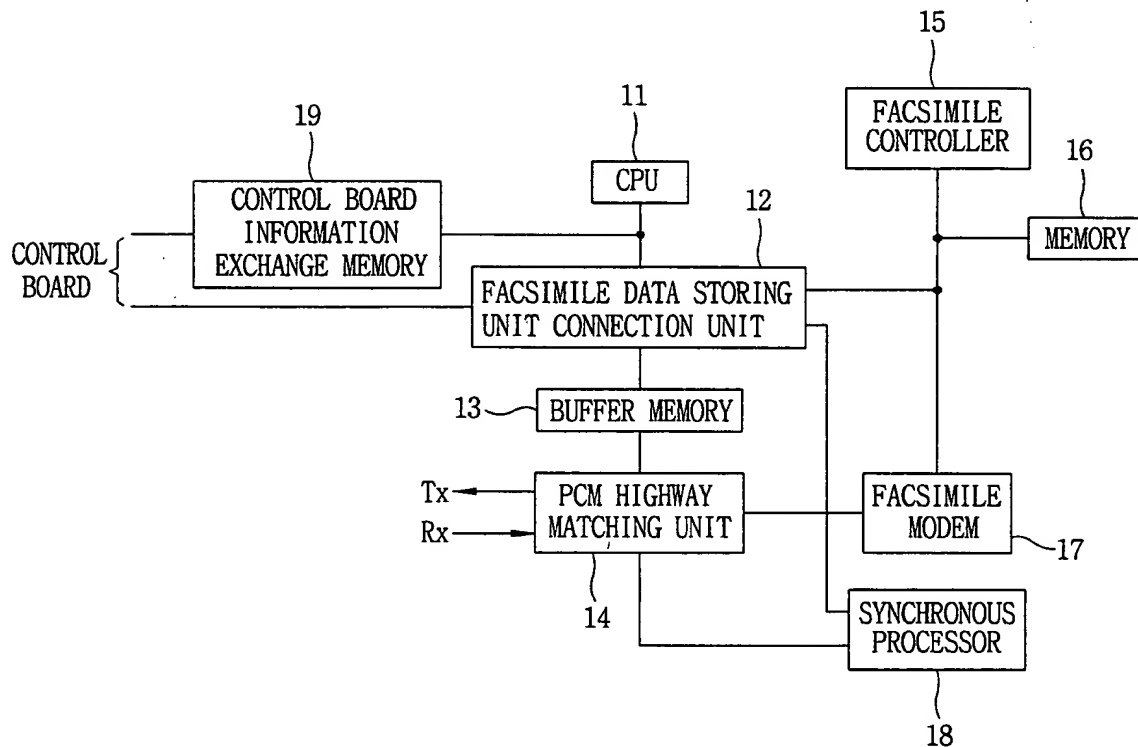 15
FACSIMILE
CONTROLLER
11
19
CPU
16
12
CONTROL BOARD
INFORMATION
EXCHANGE MEMORY
MEMORY
CONTROL
BOARD
FACSIMILE DATA STORING
UNIT CONNECTION UNIT
13
BUFFER MEMORY
Tx
Rx
PCM HIGHWAY
MATCHING UNIT
FACSIMILE
MODEM
17
14
SYNCHRONOUS
PROCESSOR
18